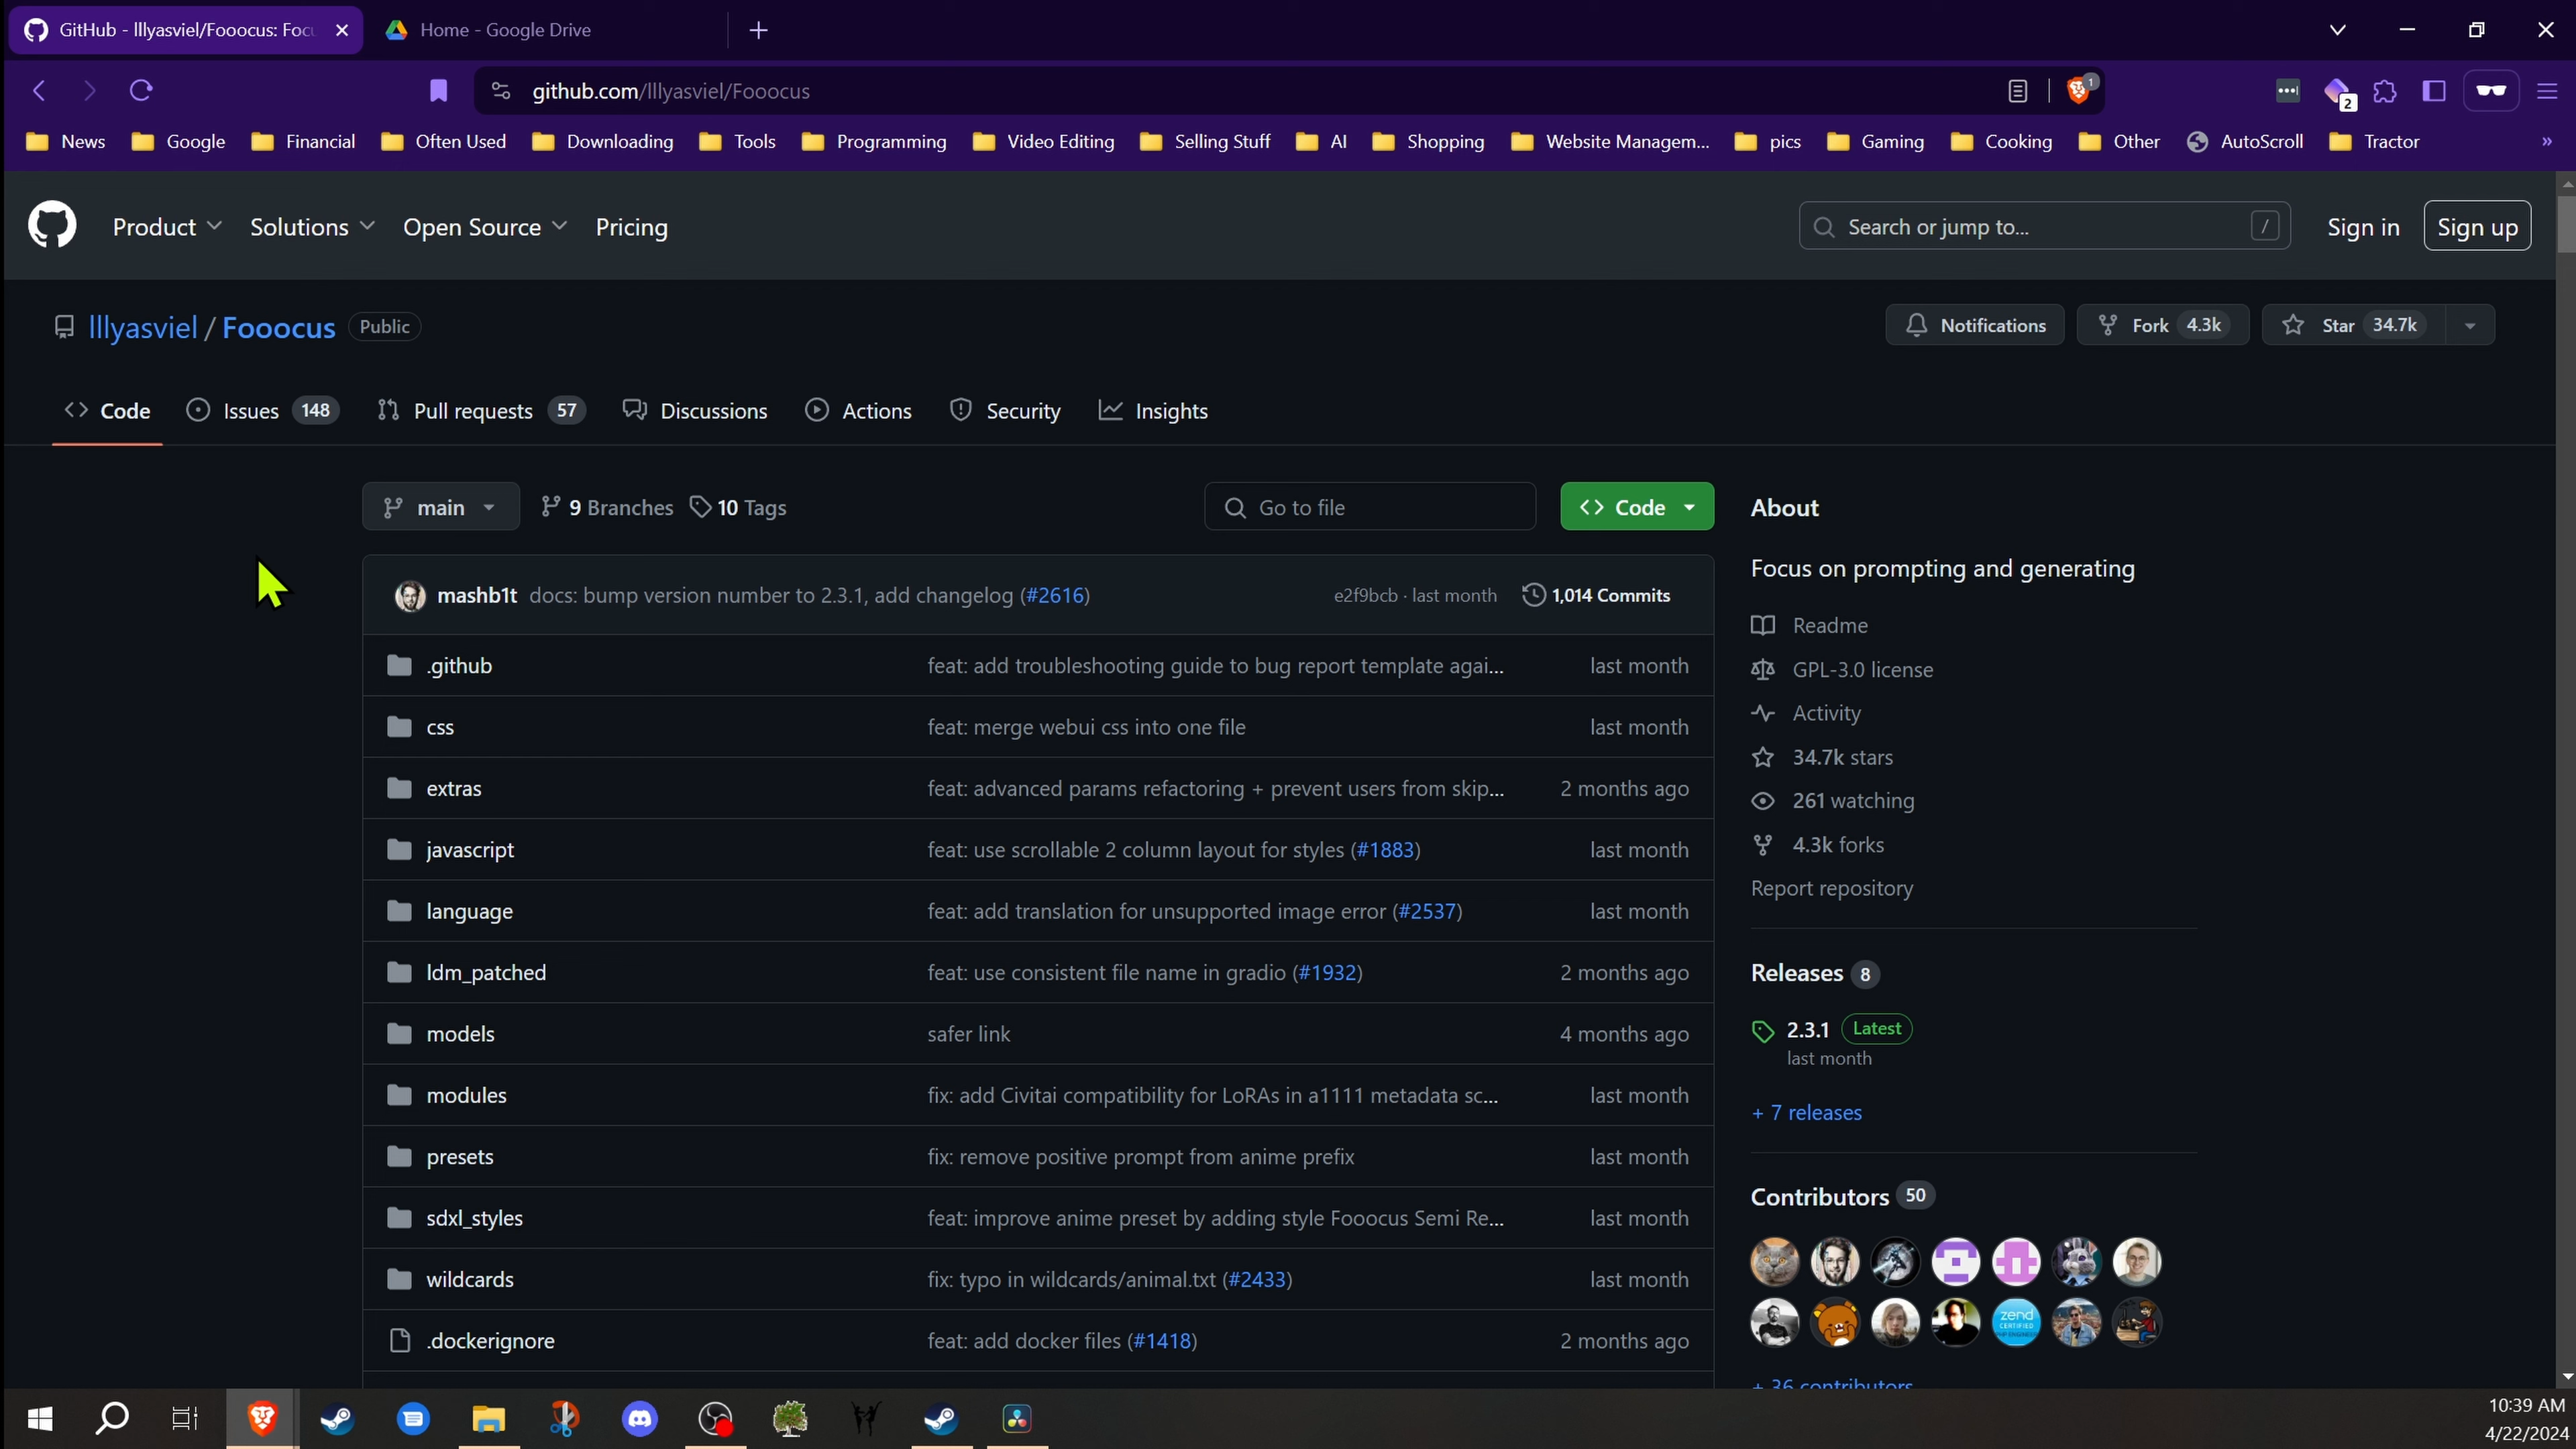 GitHub - lllyasviel/Fooocus: Focu
Home - Google Drive
github.com/lllyasviel/Fooocus
1
2
News Google Financial Often Used Downloading Tools Programming Video Editing Selling Stuff AI Shopping Website Managem... pics Gaming Cooking Other AutoScroll Tractor »
Product Solutions Open Source Pricing Search or jump to... / Sign in Sign up
lllyasviel / Fooocus Public Notifications Fork 4.3k Star 34.7k
Code Issues 148 Pull requests 57 Discussions Actions Security Insights
main 9 Branches 10 Tags Go to file Code
mashb1t docs: bump version number to 2.3.1, add changelog (#2616) e2f9bcb · last month 1,014 Commits
.github feat: add troubleshooting guide to bug report template agai... last month
css feat: merge webui css into one file last month
extras feat: advanced params refactoring + prevent users from skip... 2 months ago
javascript feat: use scrollable 2 column layout for styles (#1883) last month
language feat: add translation for unsupported image error (#2537) last month
ldm_patched feat: use consistent file name in gradio (#1932) 2 months ago
models safer link 4 months ago
modules fix: add Civitai compatibility for LoRAs in a1111 metadata sc... last month
presets fix: remove positive prompt from anime prefix last month
sdxl_styles feat: improve anime preset by adding style Fooocus Semi Re... last month
wildcards fix: typo in wildcards/animal.txt (#2433) last month
.dockerignore feat: add docker files (#1418) 2 months ago
About
Focus on prompting and generating
Readme
GPL-3.0 license
Activity
34.7k stars
261 watching
4.3k forks
Report repository
Releases 8
2.3.1 Latest
last month
+ 7 releases
Contributors 50
zend
CERTIFIED
+ 36 contributors
10:39 AM
4/22/2024